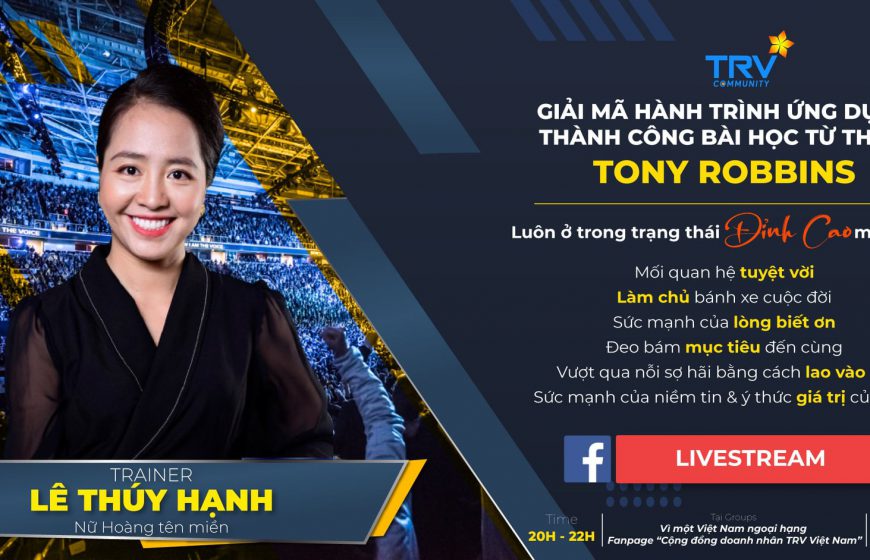 TRV
COMMUNITY
GIẢI MÃ HÀNH TRÌNH ỨNG
THÀNH CÔNG BÀI HỌC TỪ
TONY ROBBINS
Luôn ở trong trạng thái Đỉnh Cao
Mối quan hệ tuyệt vời
Làm chủ bánh xe cuộc đời
Sức mạnh của lòng biết ơn
Đeo bám mục tiêu đến cùng
Vượt qua nỗi sợ hãi bằng cách lao vào
Sức mạnh của niềm tin & ý thức giá trị
f LIVESTREAM
TRAINER
LÊ THÚY HẠNH
Nữ Hoàng tên miền
Time
20H - 22H
Tại Groups
Vì một Việt Nam ngoại hạng
Fanpage “Cộng đồng doanh nhân TRV Việt Nam”
I AM THE VOICE